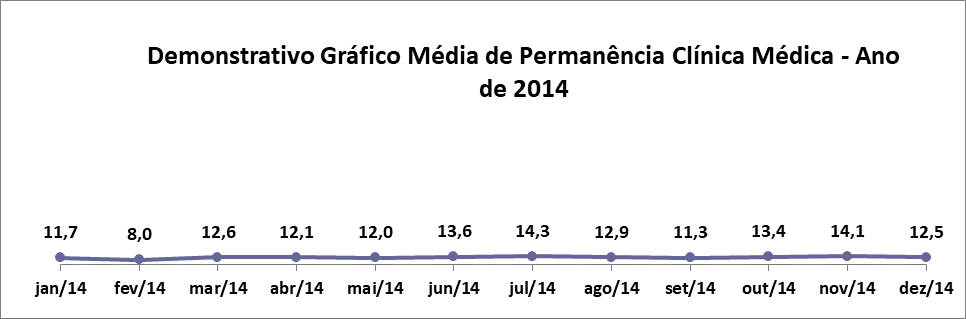 Demonstrativo Gráfico Média de Permanência Clínica Médica - Ano
de 2014
11,7 8,0 12,6 12,1 12,0 13,6 14,3 12,9 11,3 13,4 14,1 12,5
jan/14 fev/14 mar/14 abr/14 mai/14 jun/14 jul/14 ago/14 set/14 out/14 nov/14 dez/14